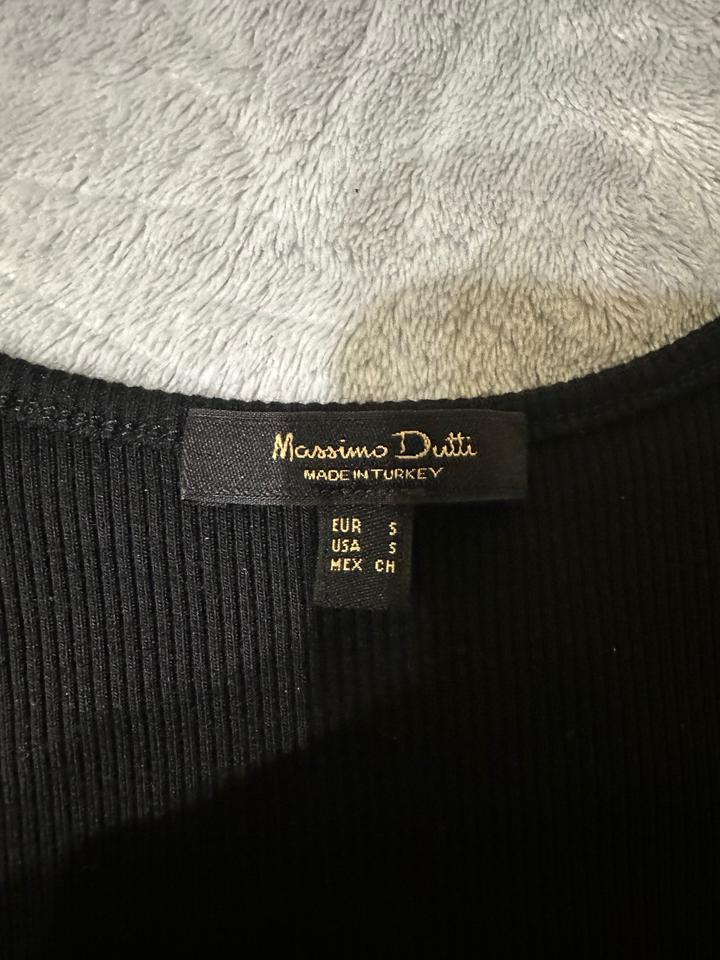 Massimo Dutti
MADE IN TURKEY
EUR S
USA S
MEX CH